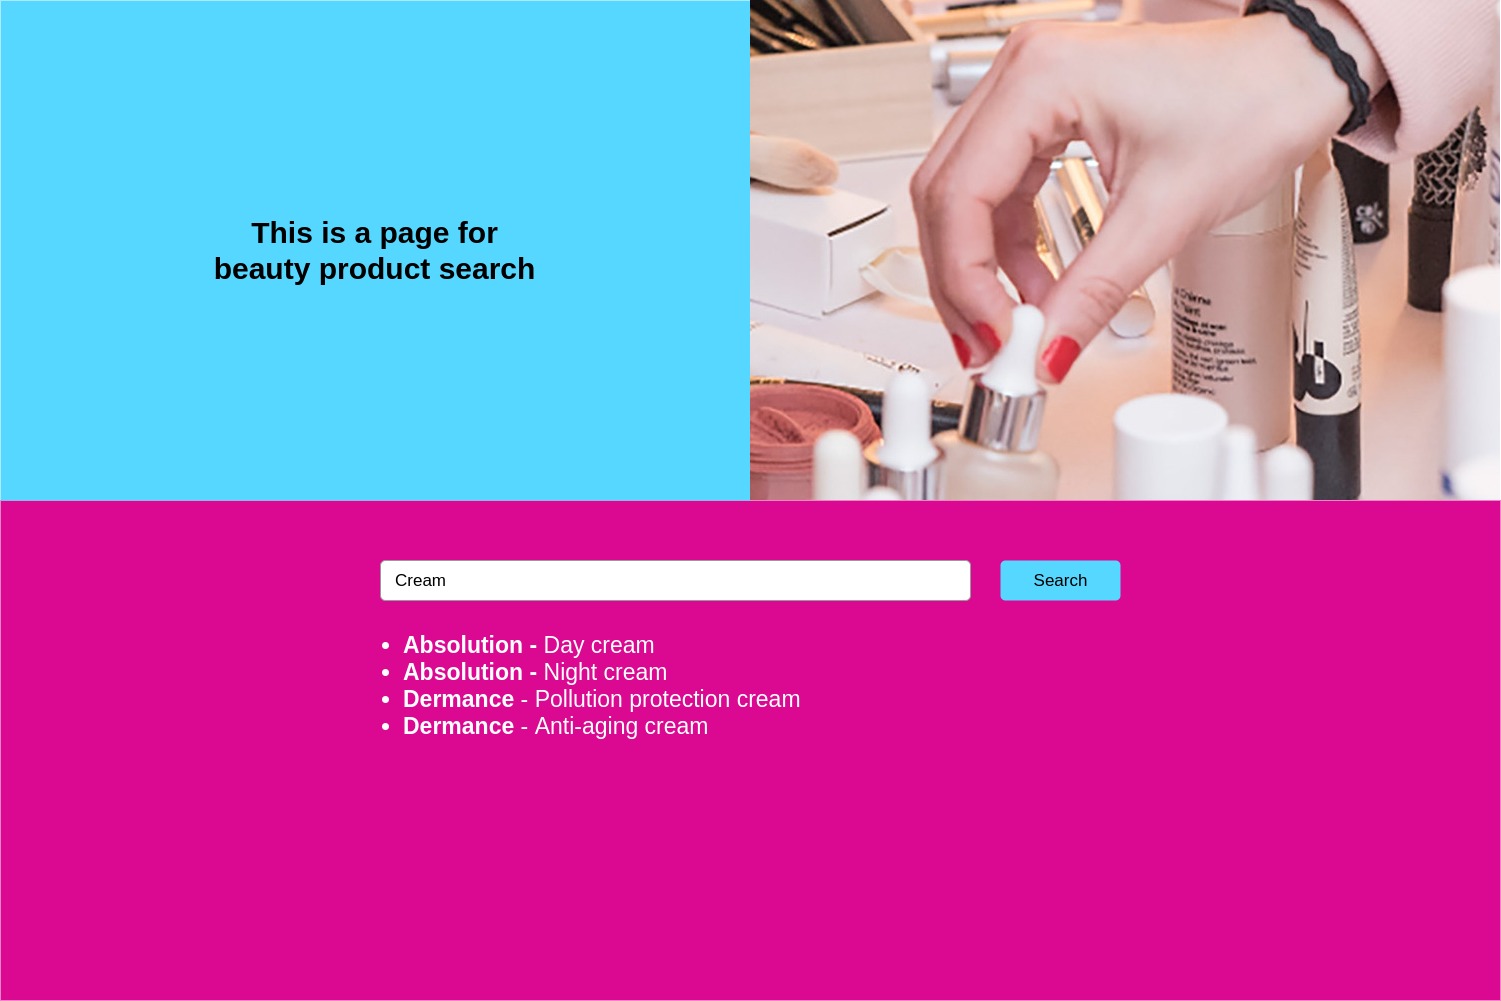 This is a page for
beauty product search
Cream
Search
Absolution - Day cream
Absolution - Night cream
Dermance - Pollution protection cream
Dermance - Anti-aging cream